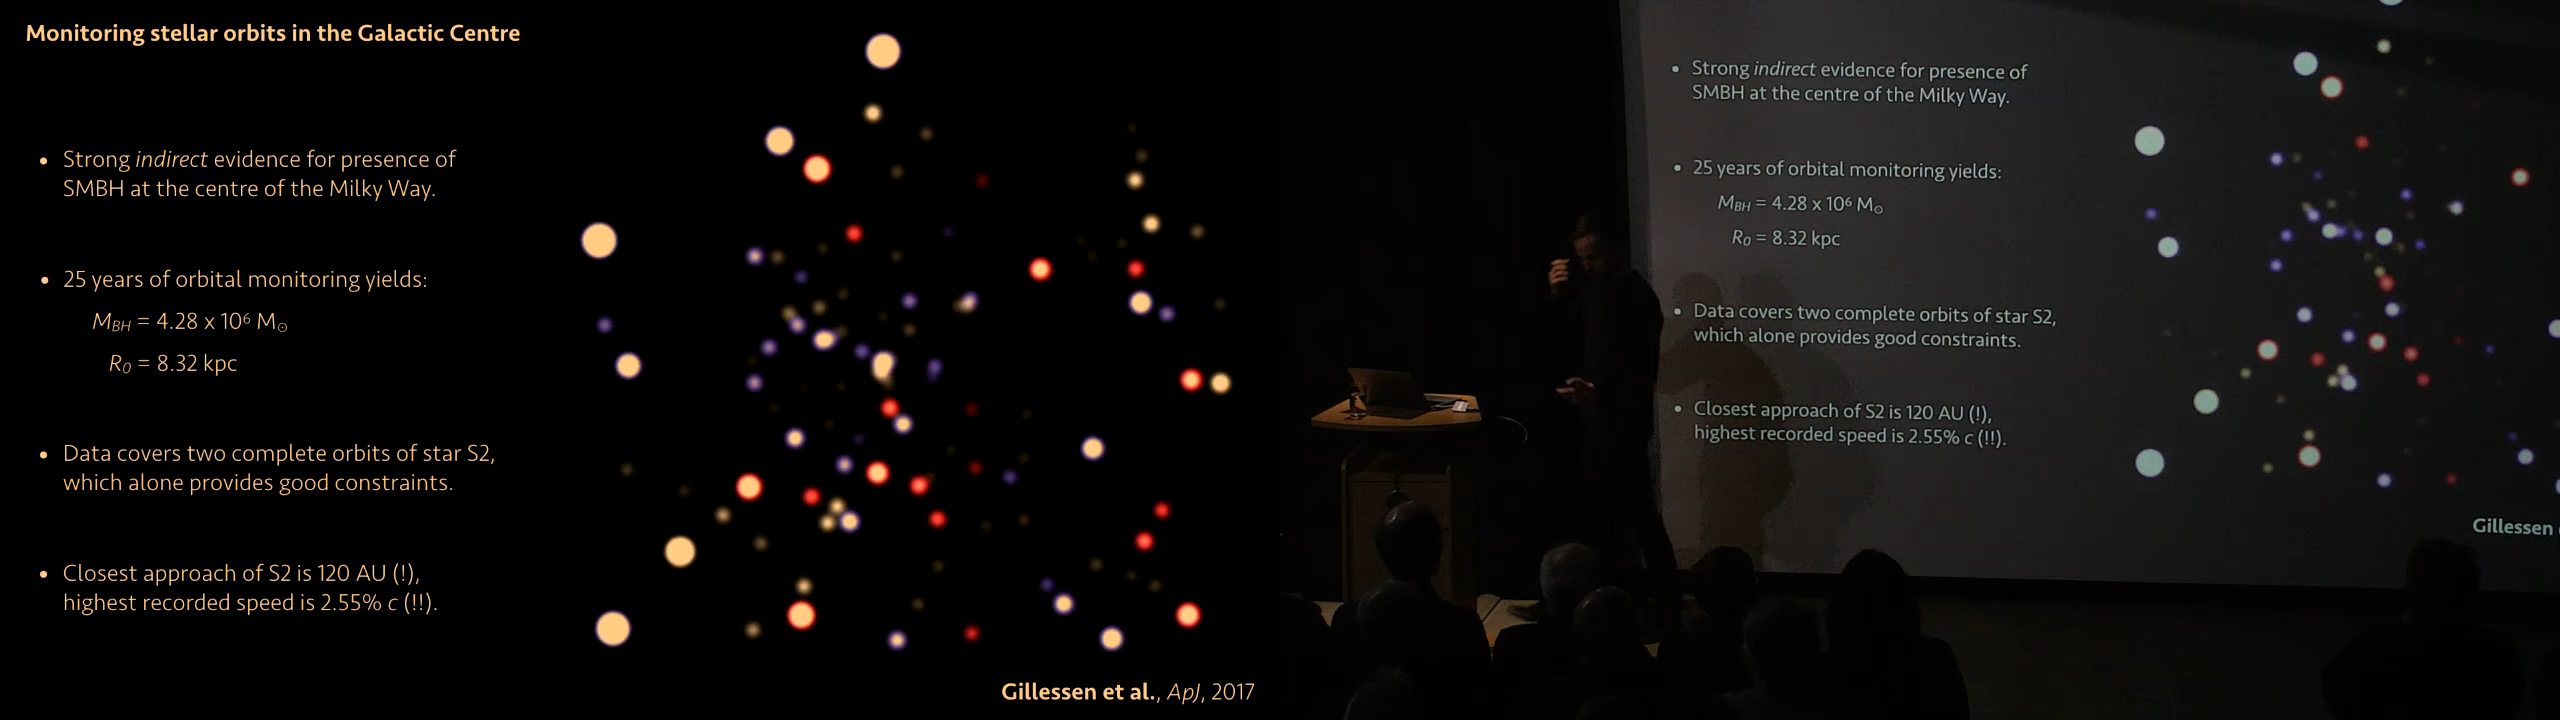 Monitoring stellar orbits in the Galactic Centre
• Strong indirect evidence for presence of
SMBH at the centre of the Milky Way.
• 25 years of orbital monitoring yields:
M_BH = 4.28 x 10⁶ M_⊙
R₀ = 8.32 kpc
• Data covers two complete orbits of star S2,
which alone provides good constraints.
• Closest approach of S2 is 120 AU (!),
highest recorded speed is 2.55% c (!!).
Gillessen et al., ApJ, 2017
• Strong indirect evidence for presence of
SMBH at the centre of the Milky Way.
• 25 years of orbital monitoring yields:
M_BH = 4.28 x 10⁶ M_⊙
R₀ = 8.32 kpc
• Data covers two complete orbits of star S2,
which alone provides good constraints.
• Closest approach of S2 is 120 AU (!),
highest recorded speed is 2.55% c (!!).
Gillessen